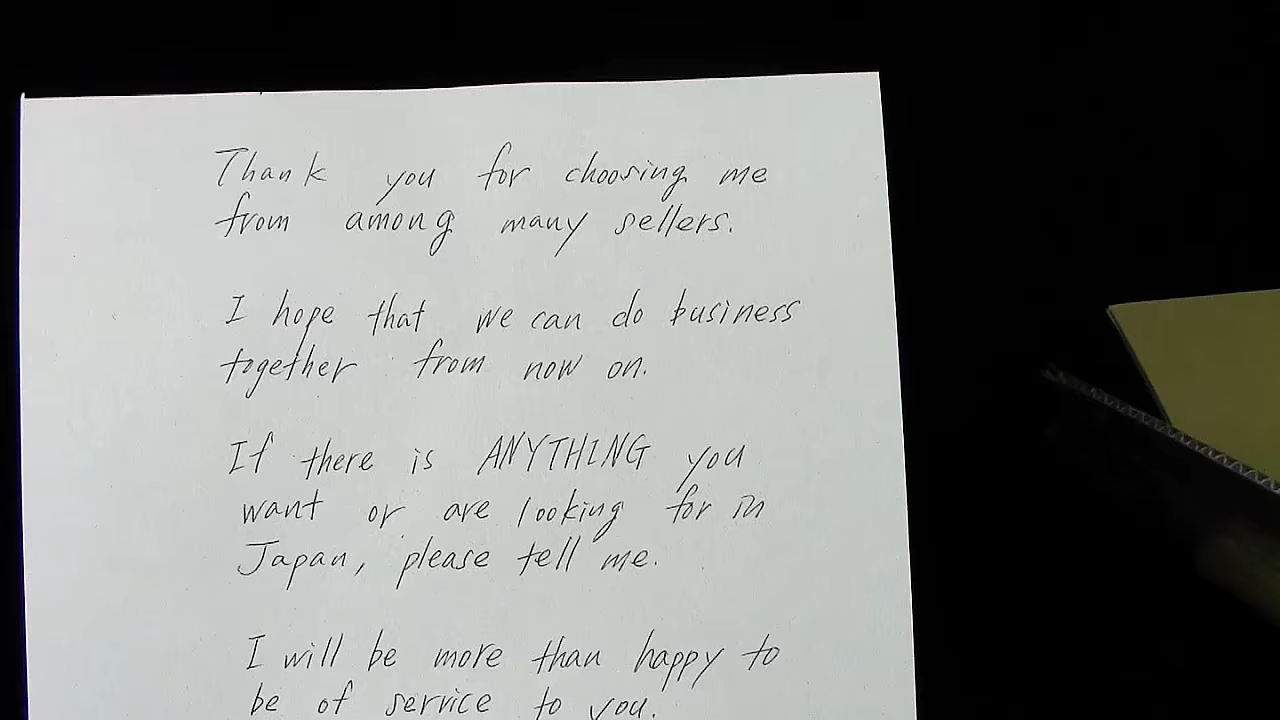 Thank you for choosing me
from among many sellers.
I hope that we can do business
together from now on.
If there is ANYTHING you
want or are looking for in
Japan, please tell me.
I will be more than happy to
be of service to you.